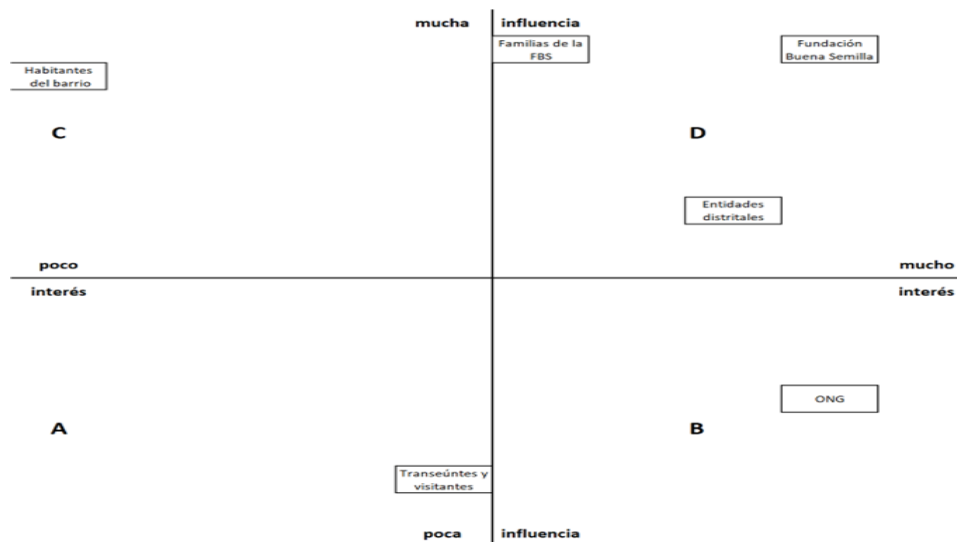 mucha influencia
Familias de la
FBS
Fundación
Buena Semilla
Habitantes
del barrio
C
D
Entidades
distritales
poco
mucho
interés
interés
ONG
A
B
Transeúntes y
visitantes
poca influencia